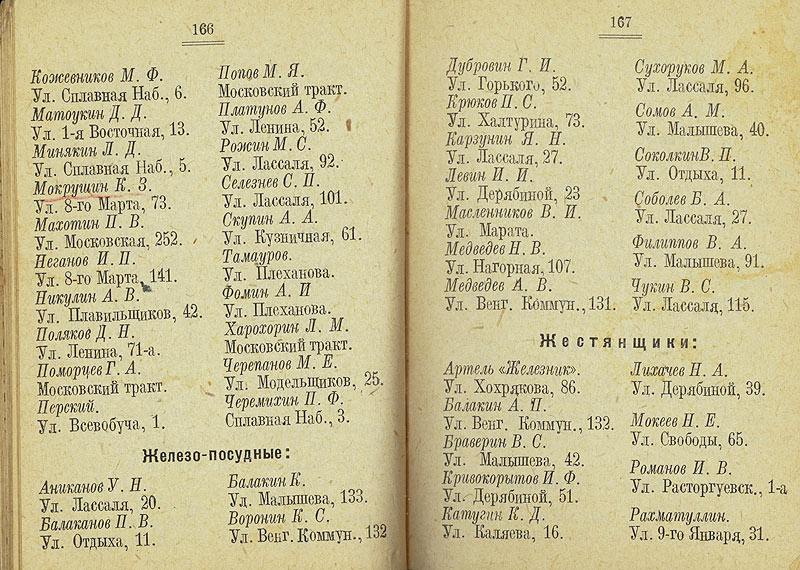 166
Кожевников М. Ф.
Ул. Сплавная Наб., 6.
Матоукин Д. Д.
Ул. 1-я Восточная, 13.
Минякин Л. Д.
Ул. Сплавная Наб., 5.
Мокрушин К. З.
Ул. 8-го Марта, 73.
Махотин П. В.
Ул. Московская, 252.
Неганов И. П.
Ул. 8-го Марта, 141.
Никулин А. В.
Ул. Плавильщиков, 42.
Поляков Д. Н.
Ул. Ленина, 71-а.
Поморцев Г. А.
Московский тракт.
Перский.
Ул. Всевобуча, 1.
Попов М. Я.
Московский тракт.
Платунов А. Ф.
Ул. Ленина, 52.
Рожин М. С.
Ул. Лассаля, 92.
Селезнев С. П.
Ул. Лассаля, 101.
Скупин А. А.
Ул. Кузничная, 61.
Тамауров.
Ул. Плеханова.
Фомин А. И
Ул. Плеханова.
Харохорин Л. М.
Московский тракт.
Черепанов М. Е.
Ул. Модельщиков, 25.
Черемихин П. Ф.
Сплавная Наб., 3.
Железо-посудные:
Аниканов У. Н.
Ул. Лассаля, 20.
Балаканов П. В.
Ул. Отдыха, 11.
Балакин К.
Ул. Малышева, 133.
Воронин К. С.
Ул. Венг. Коммун., 132
167
Дубровин Г. И.
Ул. Горького, 52.
Крюков П. С.
Ул. Халтурина, 73.
Карзунин Я. Н.
Ул. Лассаля, 27.
Левин И. И.
Ул. Дерябиной, 23
Масленников В. И.
Ул. Марата.
Медведев Н. В.
Ул. Нагорная, 107.
Медведев А. В.
Ул. Венг. Коммун., 131.
Сухоруков М. А.
Ул. Лассаля, 96.
Сомов А. М.
Ул. Малышева, 40.
Соколкин В. П.
Ул. Отдыха, 11.
Соболев Б. А.
Ул. Лассаля, 27.
Филиппов В. А.
Ул. Малышева, 91.
Чукин В. С.
Ул. Лассаля, 115.
Жестянщики:
Артель «Железник».
Ул. Хохрякова, 86.
Балакин А. П.
Ул. Венг. Коммун., 132.
Браверин В. С.
Ул. Малышева, 42.
Кривокорытов И. Ф.
Ул. Дерябиной, 51.
Катугин К. Д.
Ул. Каляева, 16.
Лихачев Н. А.
Ул. Дерябиной, 39.
Мокеев Н. Е.
Ул. Свободы, 65.
Романов И. В.
Ул. Расторгуевск., 1-а
Рахматуллин.
Ул. 9-го Января, 31.